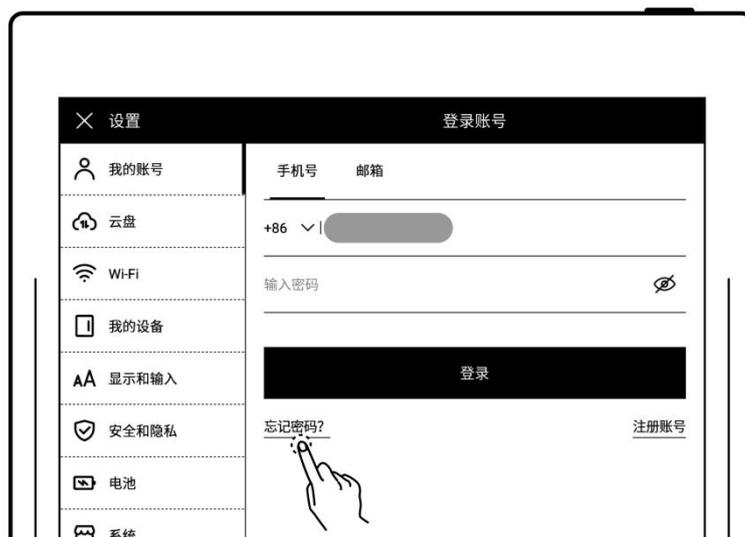 设置
登录账号
我的账号
云盘
Wi-Fi
我的设备
显示和输入
安全和隐私
电池
系统
手机号 邮箱
+86
输入密码
登录
忘记密码?
注册账号